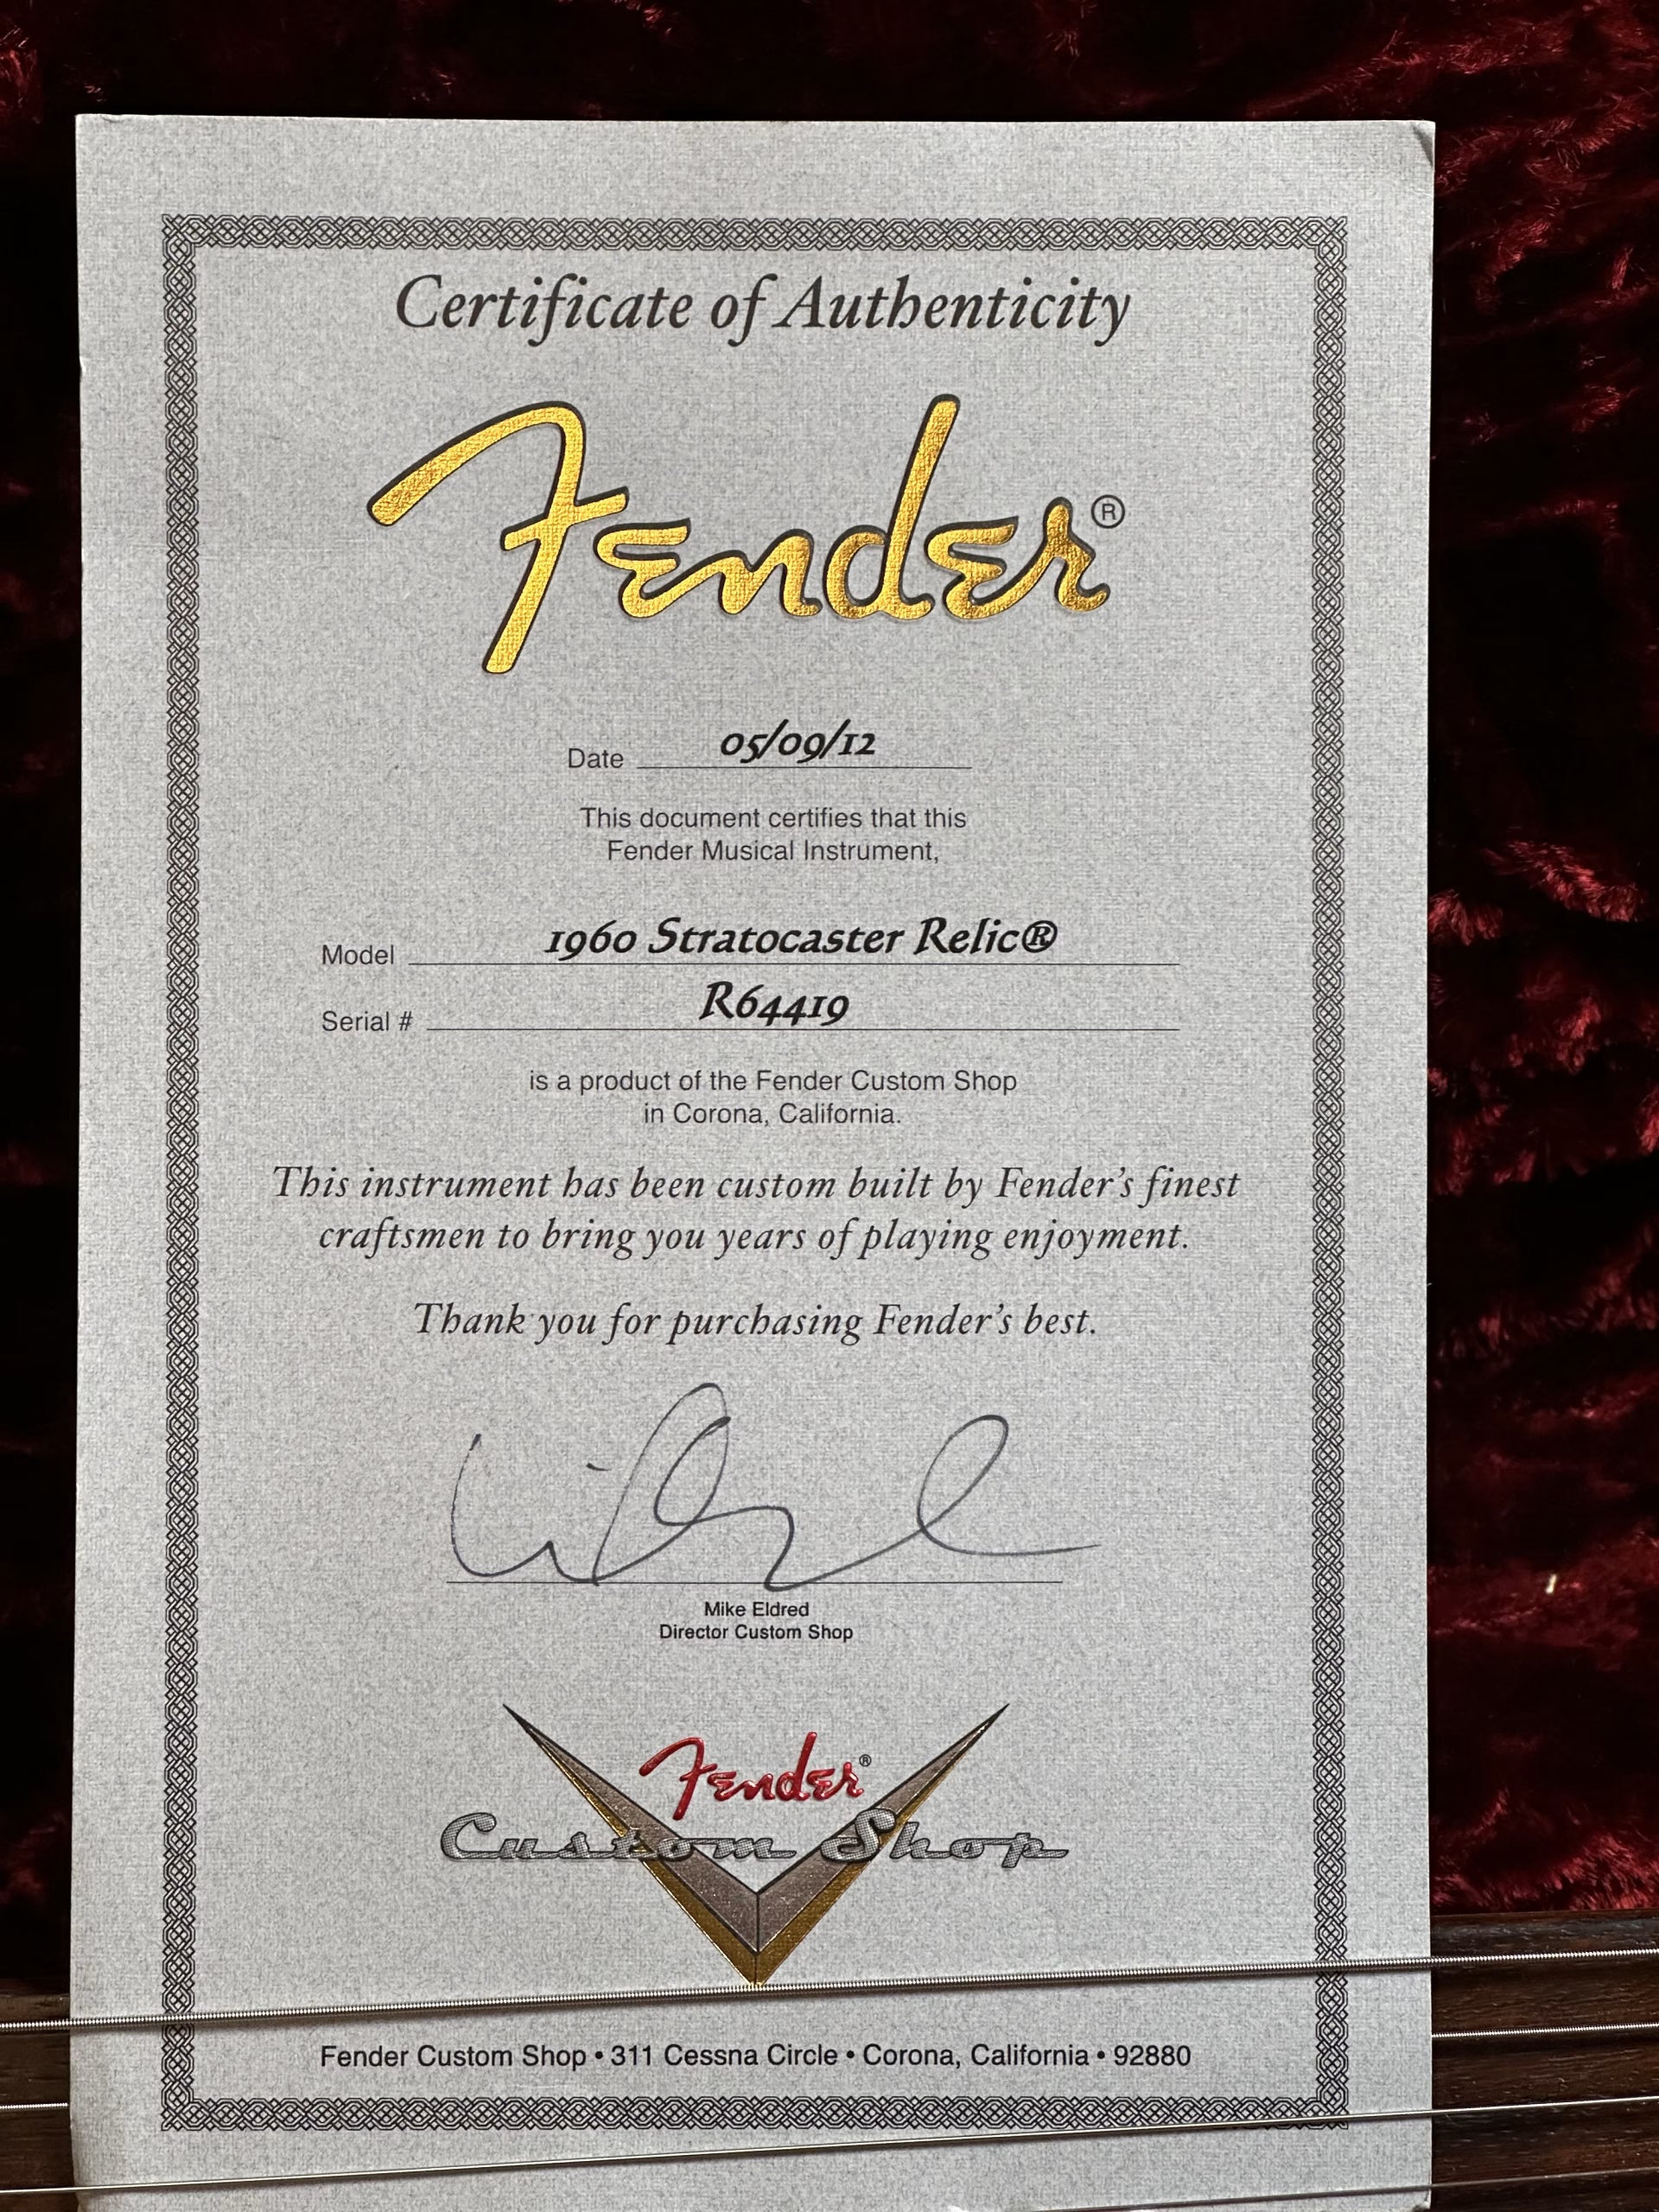 Certificate of Authenticity
Fender®
Date 05/09/12
This document certifies that this
Fender Musical Instrument,
Model 1960 Stratocaster Relic®
Serial # R64419
is a product of the Fender Custom Shop
in Corona, California.
This instrument has been custom built by Fender's finest
craftsmen to bring you years of playing enjoyment.
Thank you for purchasing Fender's best.
Mike Eldred
Director Custom Shop
Fender®
Custom Shop
Fender Custom Shop • 311 Cessna Circle • Corona, California • 92880